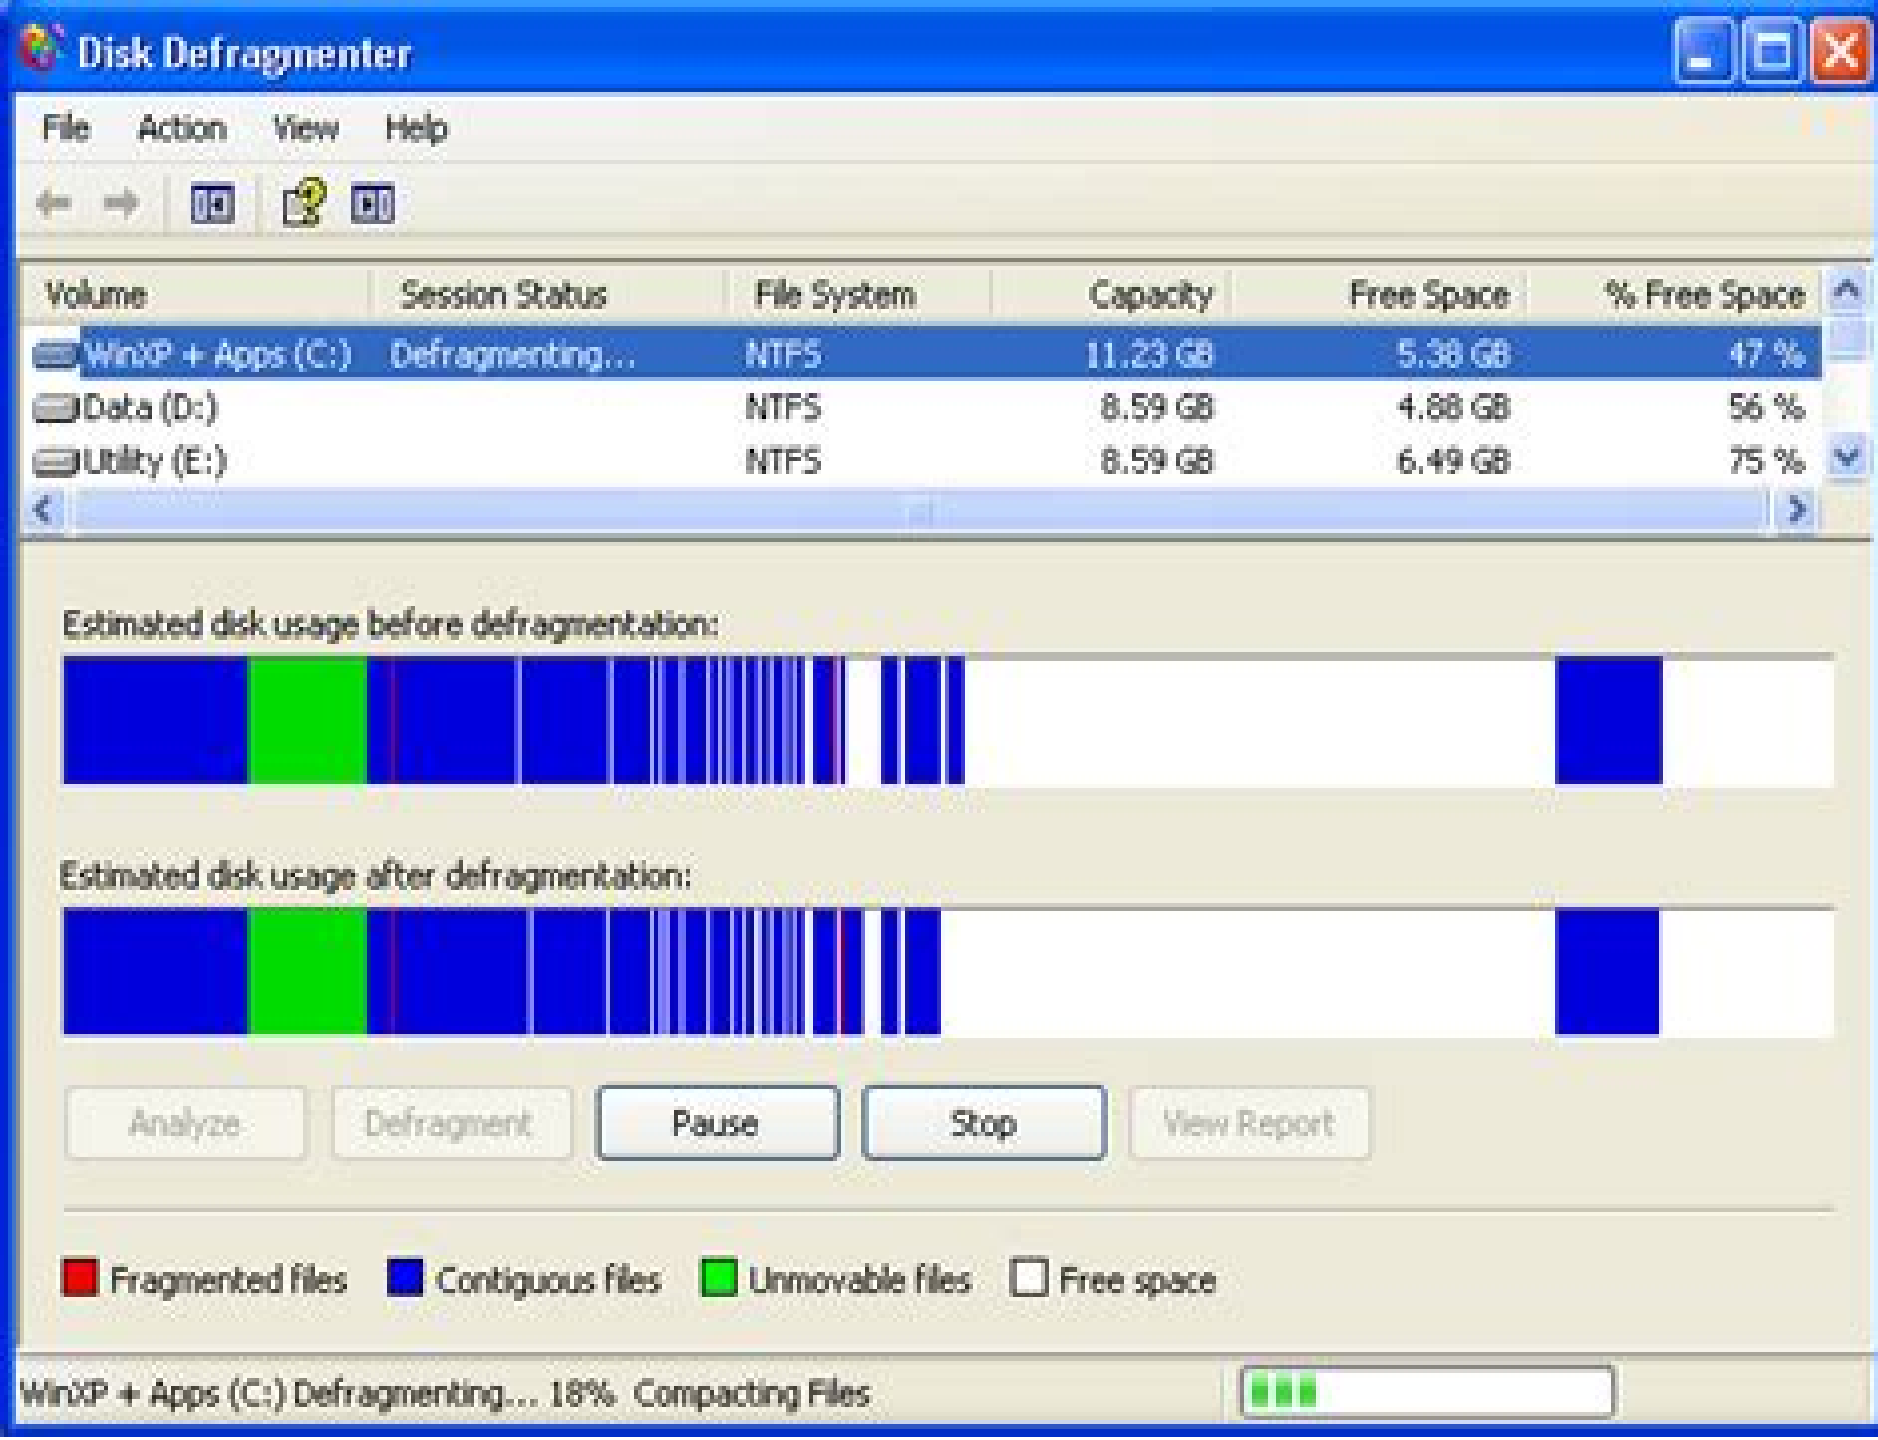 Disk Defragmenter
File Action View Help
Volume Session Status File System Capacity Free Space % Free Space
WinXP + Apps (C:) Defragmenting... NTFS 11.23 GB 5.38 GB 47 %
Data (D:) NTFS 8.59 GB 4.88 GB 56 %
Utility (E:) NTFS 8.59 GB 6.49 GB 75 %
Estimated disk usage before defragmentation:
Estimated disk usage after defragmentation:
Analyze Defragment Pause Stop View Report
Fragmented files Contiguous files Unmovable files Free space
WinXP + Apps (C:) Defragmenting... 18% Compacting Files